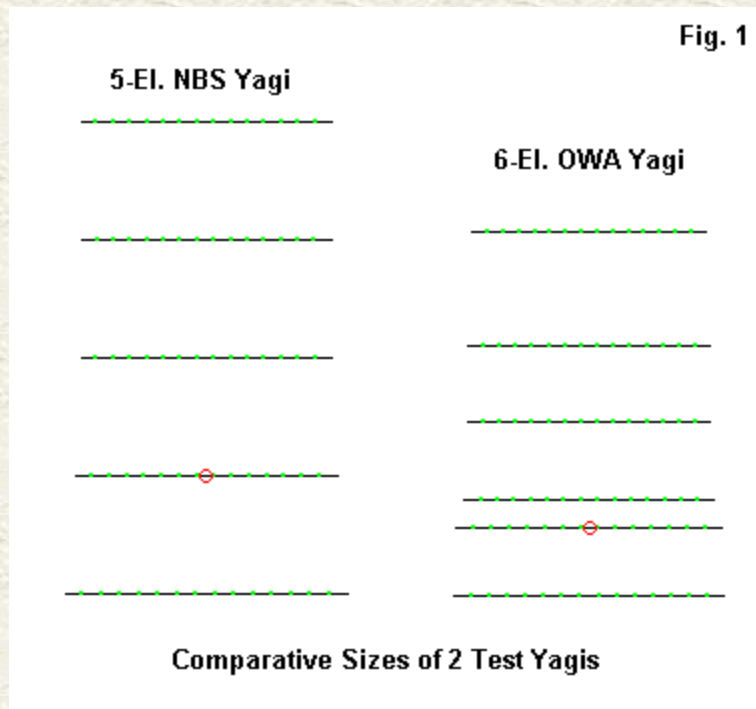 Fig. 1
5-El. NBS Yagi
6-El. OWA Yagi
Comparative Sizes of 2 Test Yagis